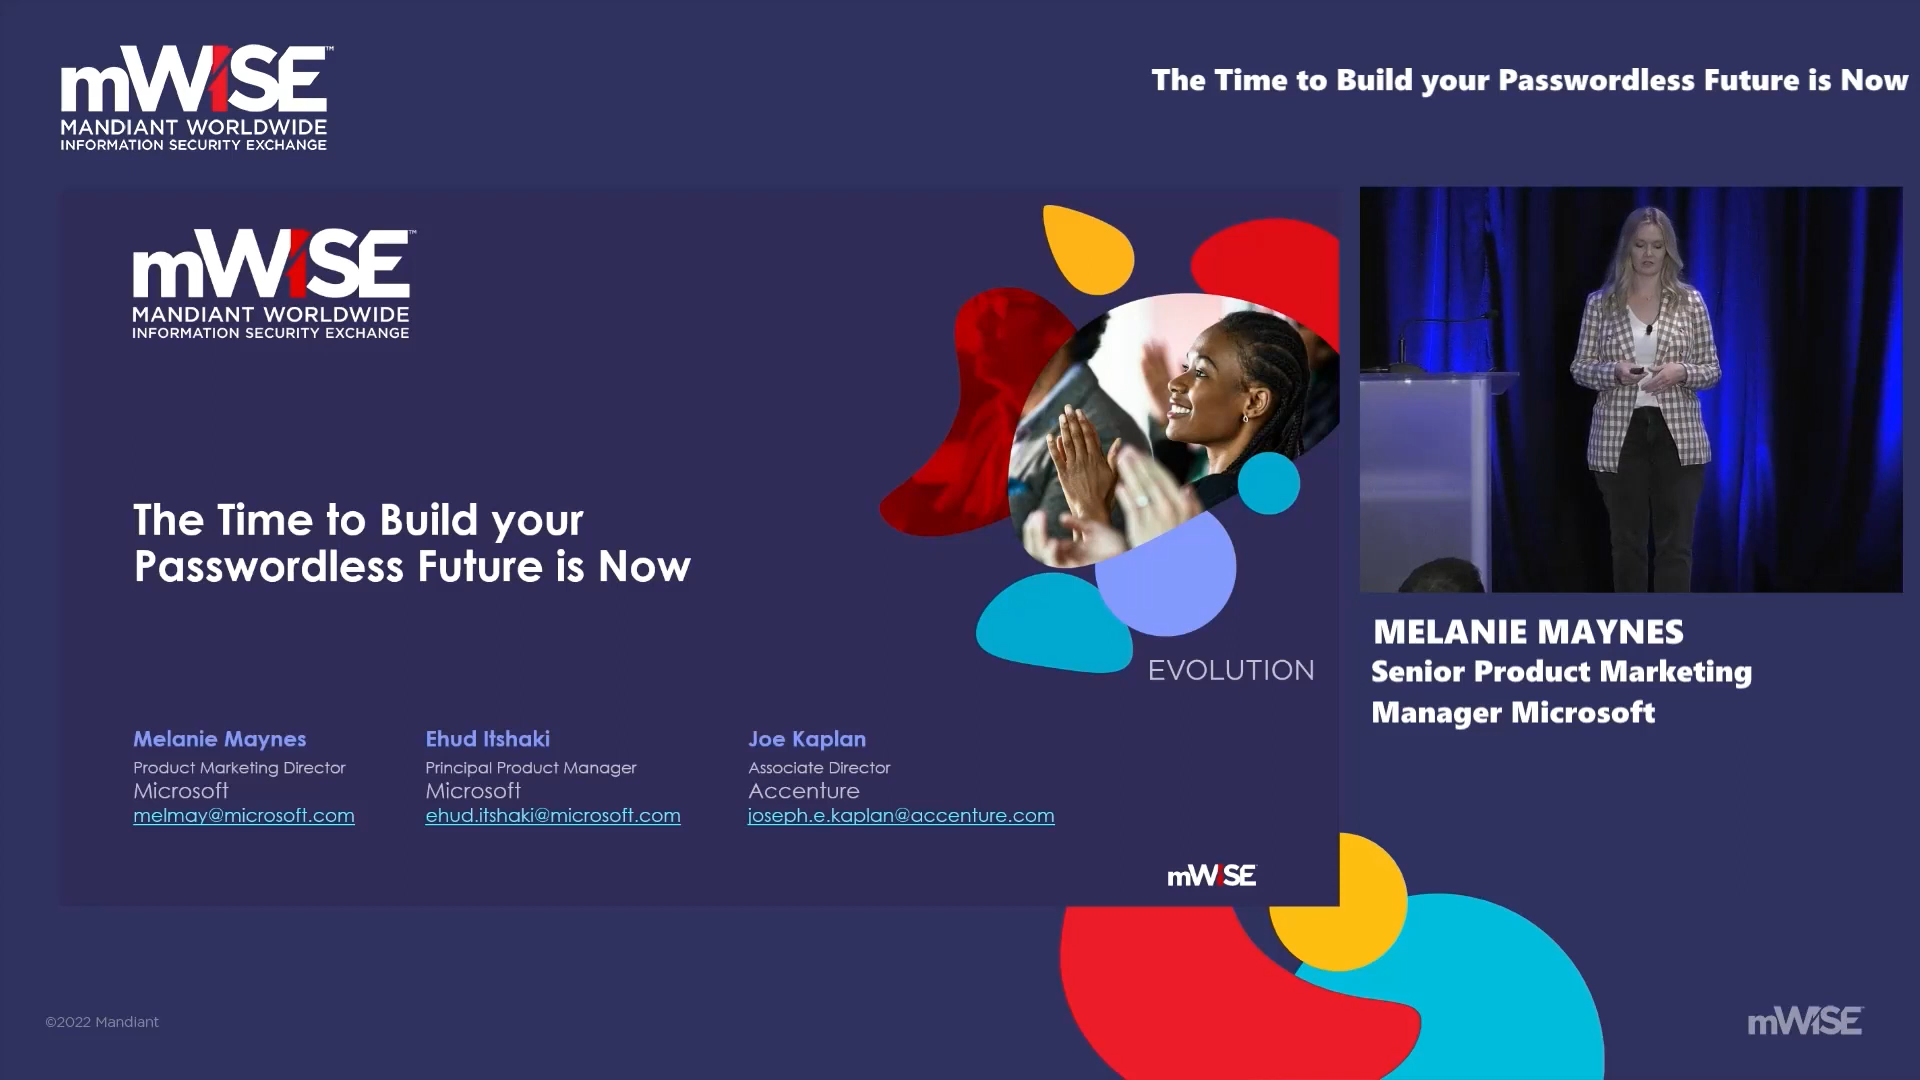 mWISE™
MANDIANT WORLDWIDE
INFORMATION SECURITY EXCHANGE
The Time to Build your Passwordless Future is Now
mWISE™
MANDIANT WORLDWIDE
INFORMATION SECURITY EXCHANGE
The Time to Build your
Passwordless Future is Now
EVOLUTION
Melanie Maynes
Product Marketing Director
Microsoft
melmay@microsoft.com
Ehud Itshaki
Principal Product Manager
Microsoft
ehud.itshaki@microsoft.com
Joe Kaplan
Associate Director
Accenture
joseph.e.kaplan@accenture.com
mWISE
MELANIE MAYNES
Senior Product Marketing
Manager Microsoft
©2022 Mandiant
mWISE